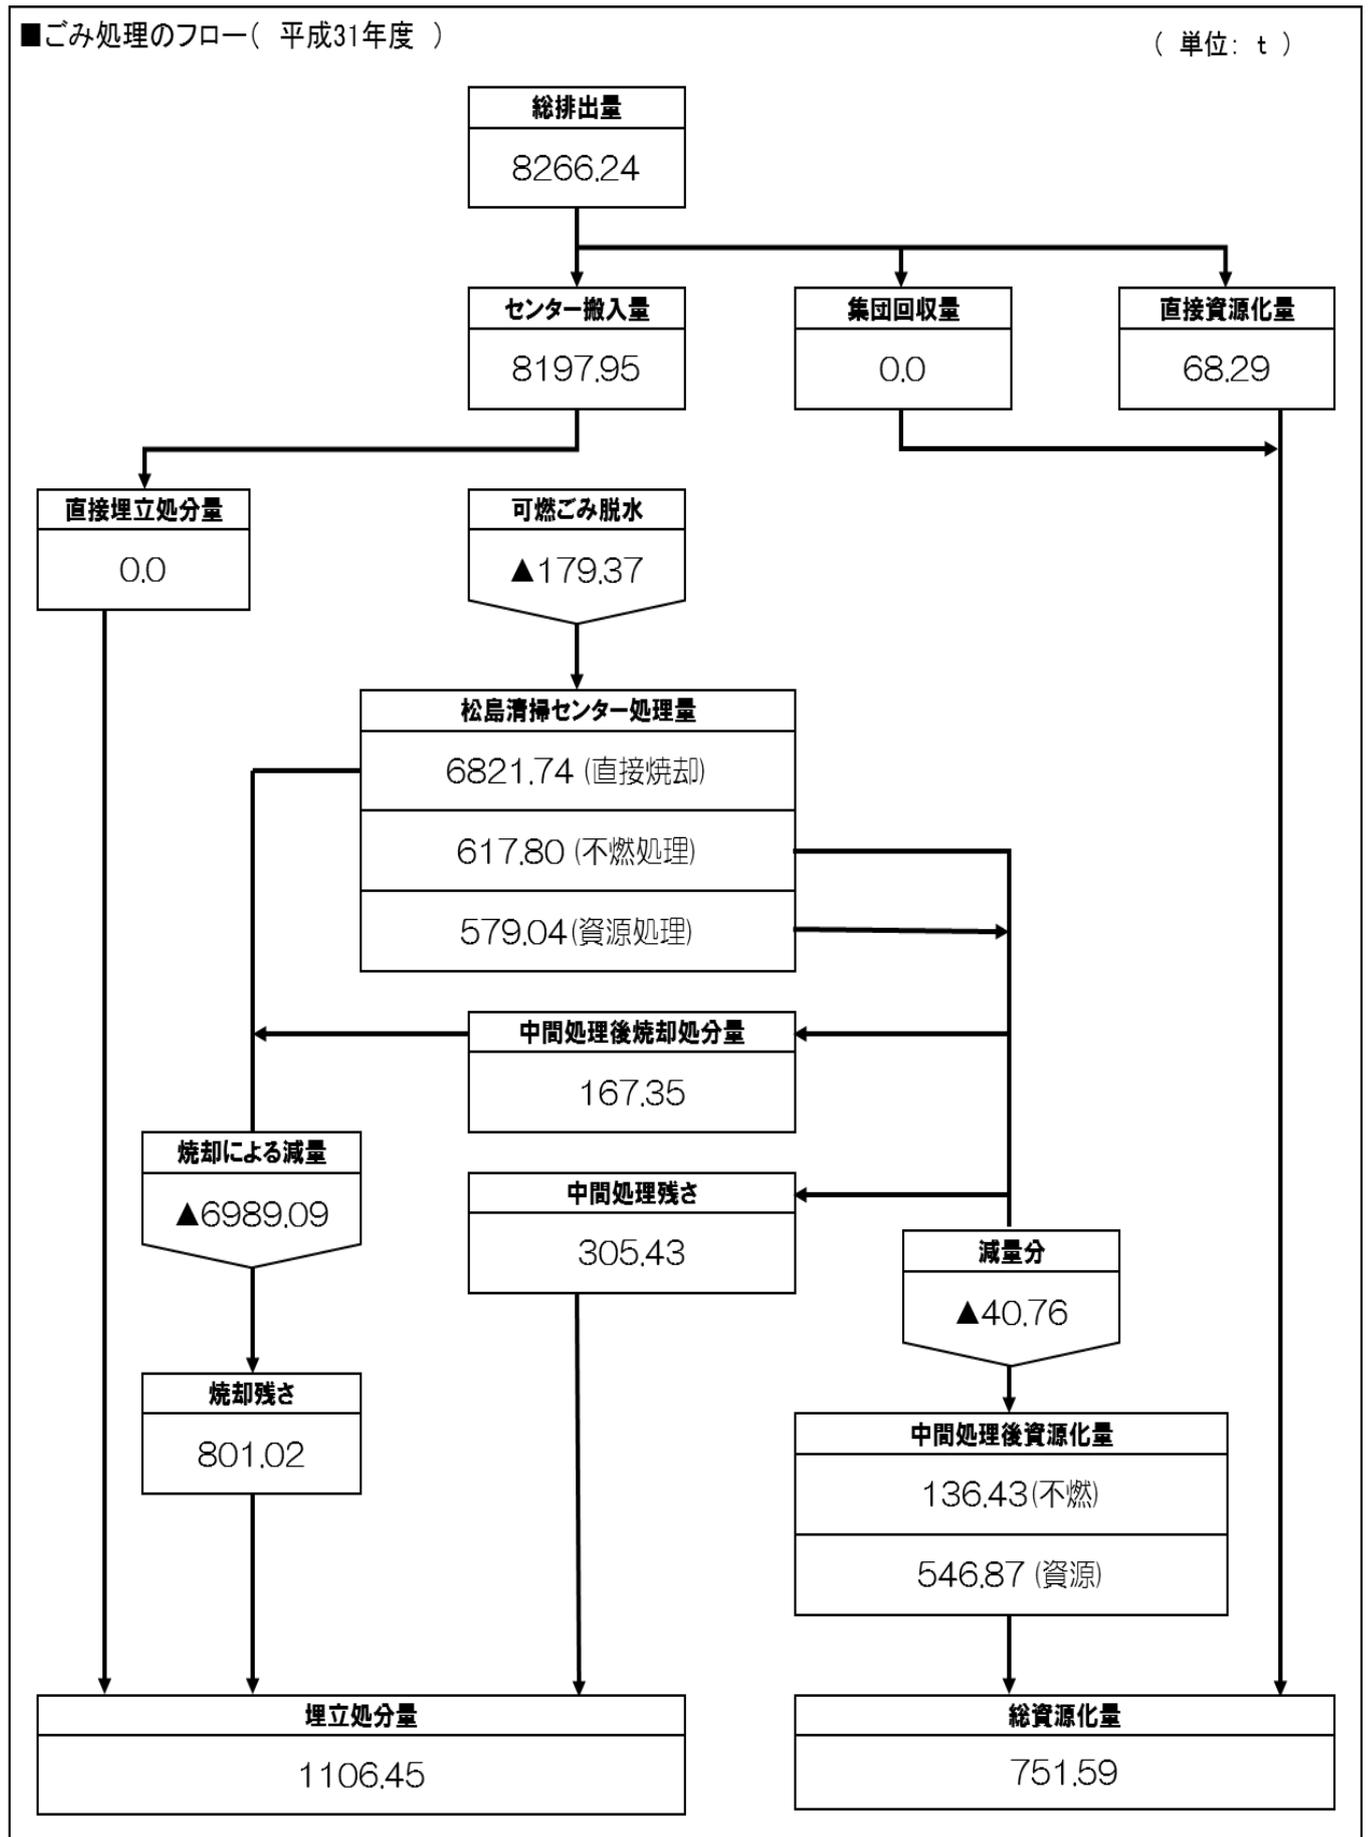 ■ごみ処理のフロー( 平成31年度 )
( 単位: t )
総排出量
8266.24
センター搬入量
8197.95
集団回収量
0.0
直接資源化量
68.29
直接埋立処分量
0.0
可燃ごみ脱水
▲179.37
松島清掃センター処理量
6821.74 (直接焼却)
617.80 (不燃処理)
579.04(資源処理)
中間処理後焼却処分量
167.35
焼却による減量
▲6989.09
中間処理残さ
305.43
減量分
▲40.76
焼却残さ
801.02
中間処理後資源化量
136.43(不燃)
546.87 (資源)
埋立処分量
1106.45
総資源化量
751.59